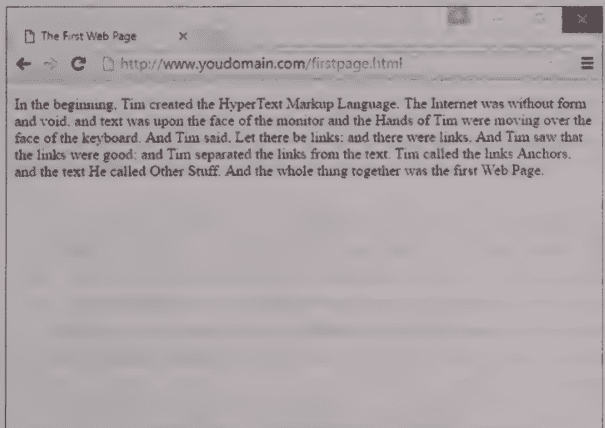 The First Web Page
http://www.youdomain.com/firstpage.html
In the beginning, Tim created the HyperText Markup Language. The Internet was without form
and void, and text was upon the face of the monitor and the Hands of Tim were moving over the
face of the keyboard. And Tim said, Let there be links; and there were links. And Tim saw that
the links were good; and Tim separated the links from the text. Tim called the links Anchors,
and the text He called Other Stuff. And the whole thing together was the first Web Page.